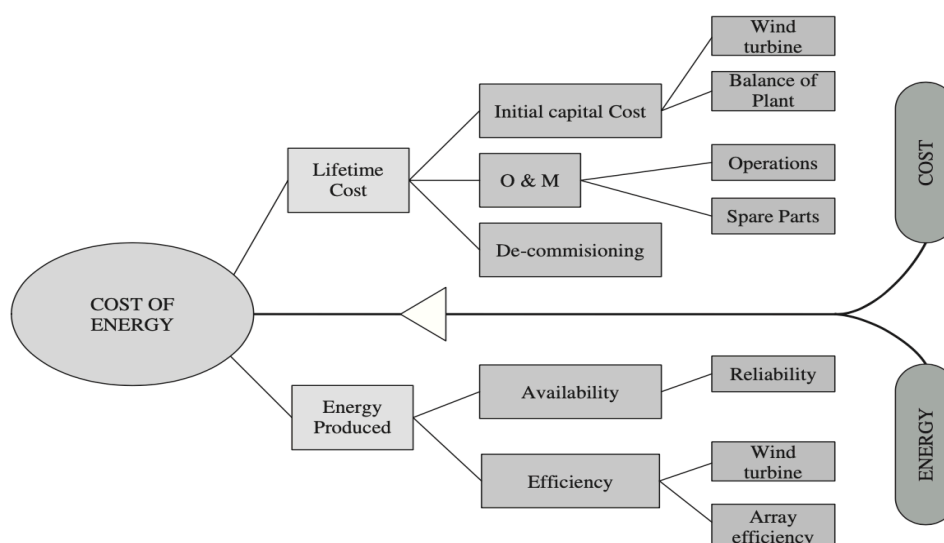 Wind
turbine
Balance of
Plant
Initial capital Cost
Lifetime
Cost
O & M
Operations
Spare Parts
De-commisioning
COST
COST OF
ENERGY
Energy
Produced
Availability
Reliability
Efficiency
Wind
turbine
Array
efficiency
ENERGY